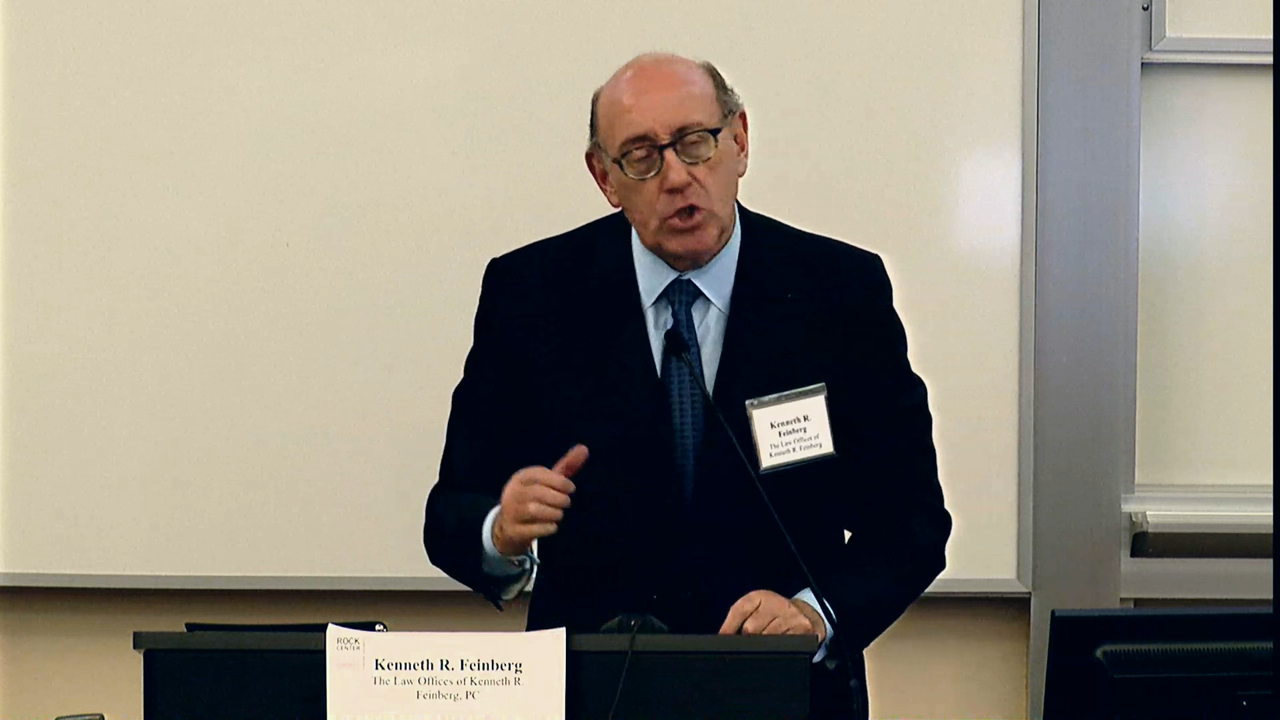 Kenneth R.
Feinberg
The Law Offices of
Kenneth R. Feinberg
ROCK
CENTER
Kenneth R. Feinberg
The Law Offices of Kenneth R.
Feinberg, PC